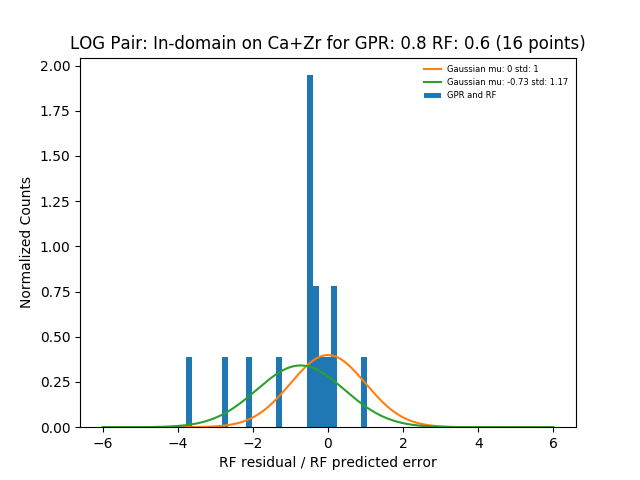 LOG Pair: In-domain on Ca+Zr for GPR: 0.8 RF: 0.6 (16 points)
Gaussian mu: 0 std: 1
Gaussian mu: -0.73 std: 1.17
GPR and RF
Normalized Counts
2.00
1.75
1.50
1.25
1.00
0.75
0.50
0.25
0.00
−6 −4 −2 0 2 4 6
RF residual / RF predicted error